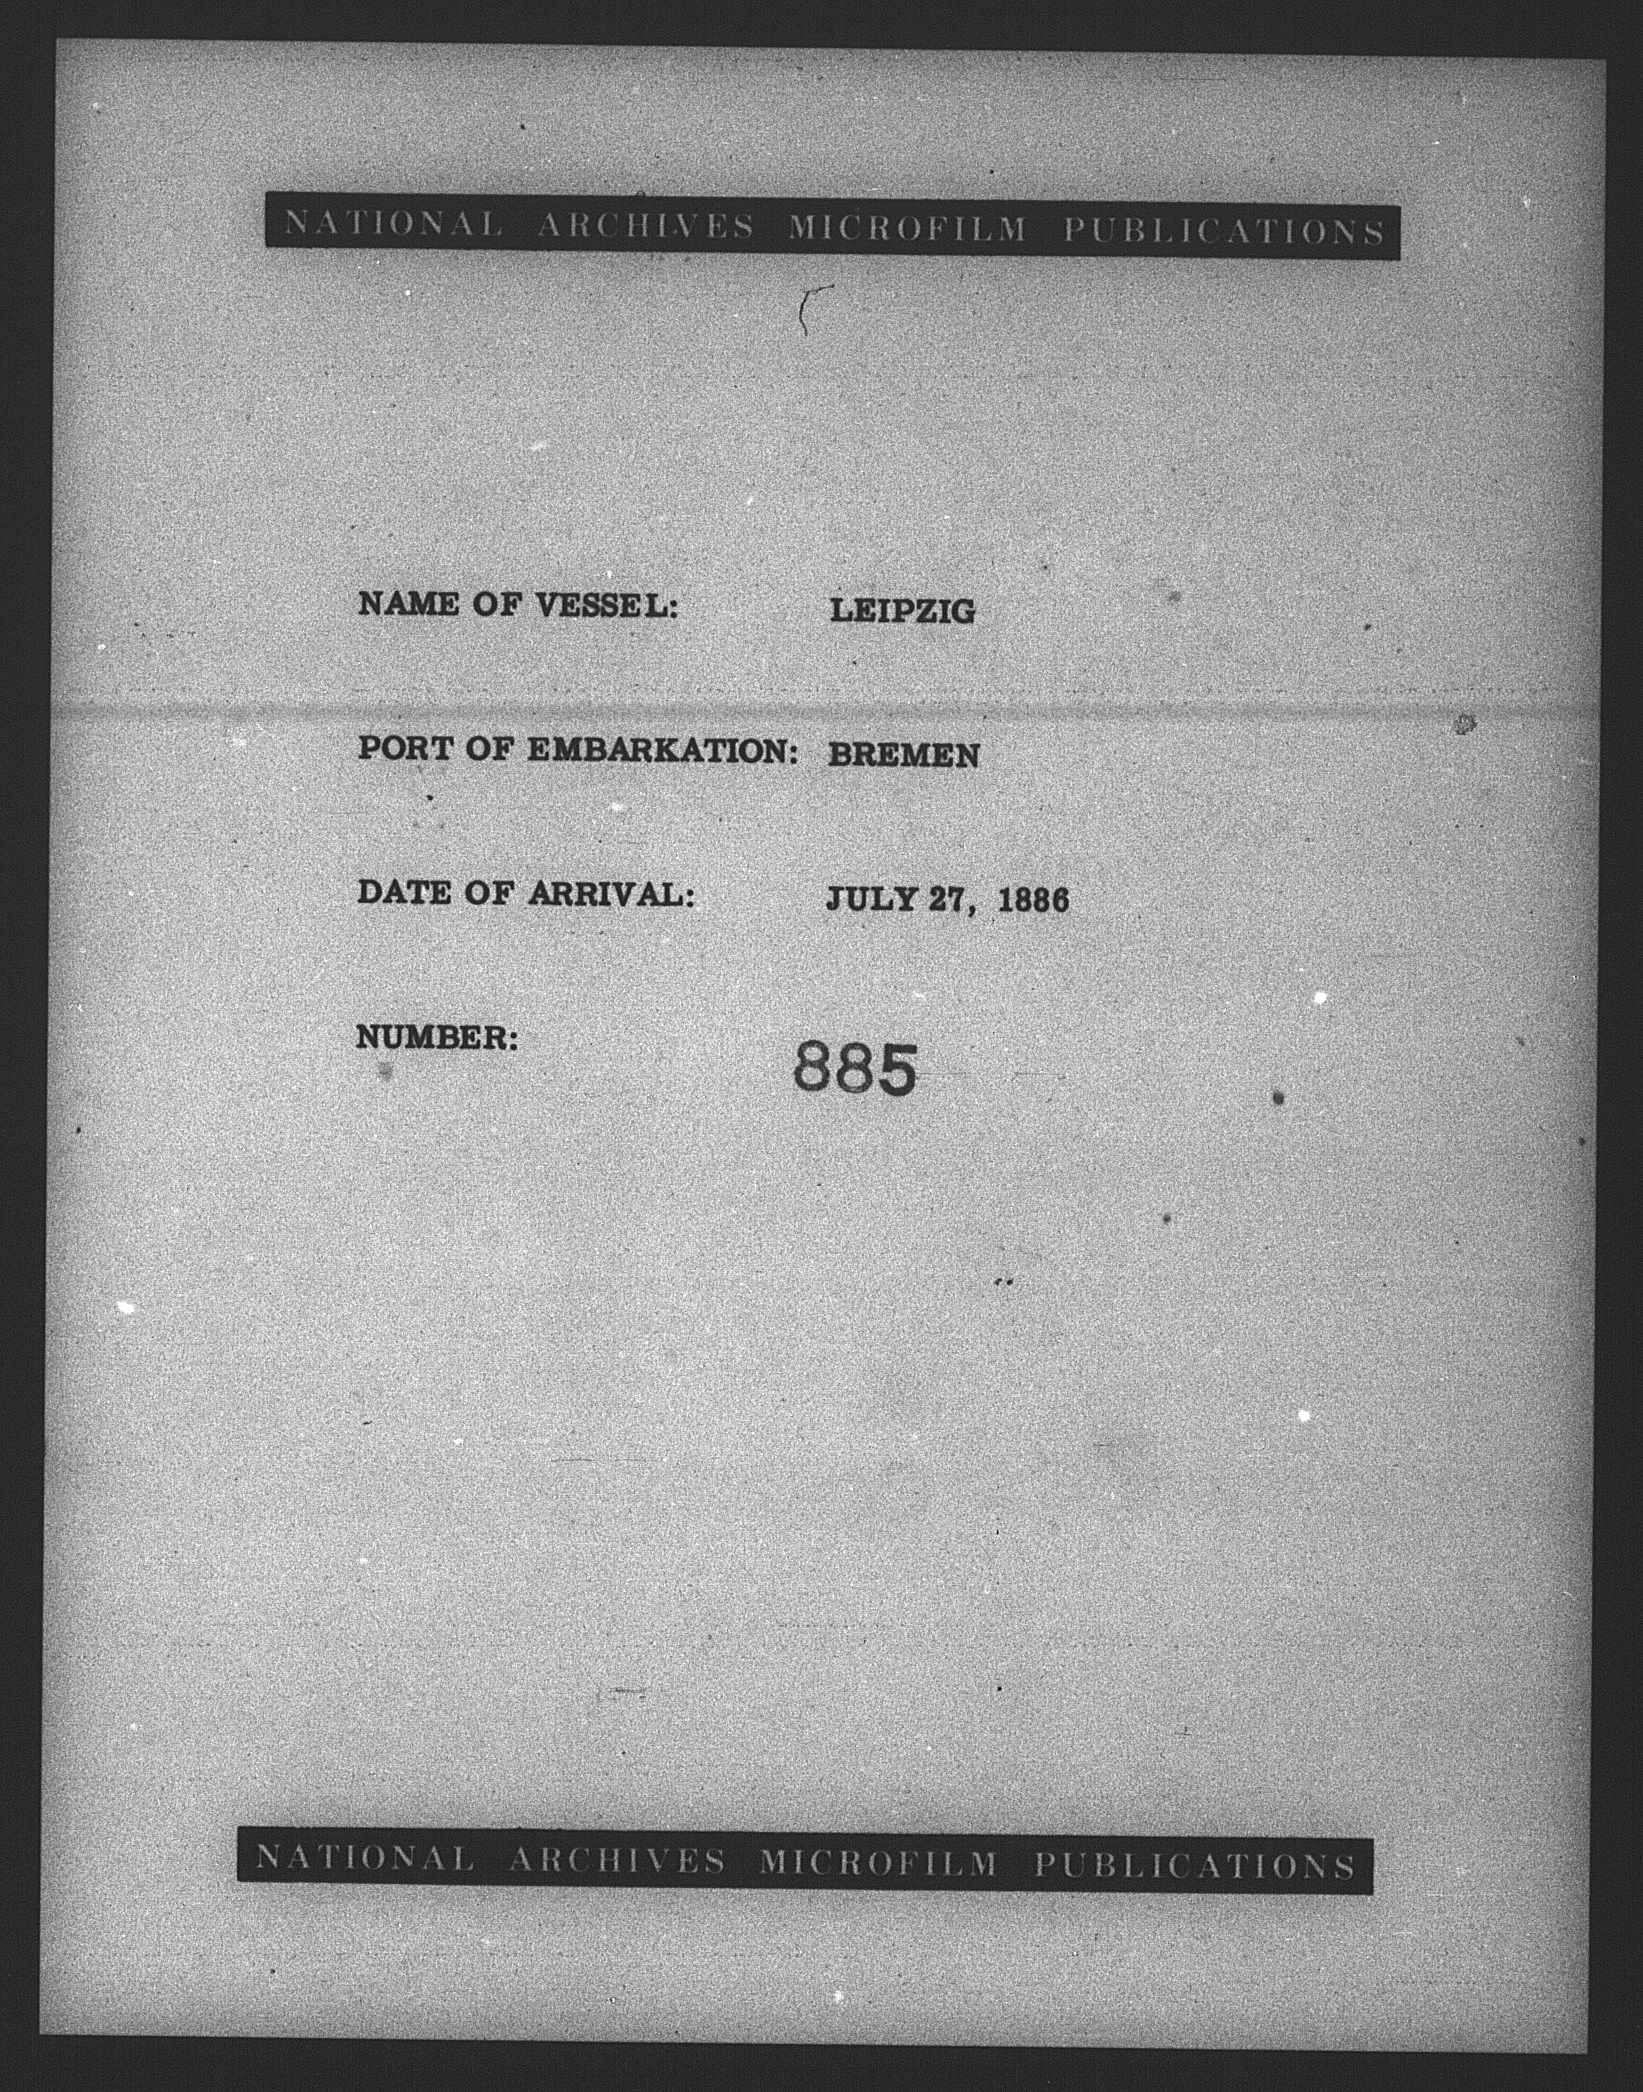 NATIONAL ARCHIVES MICROFILM PUBLICATIONS
NAME OF VESSEL: LEIPZIG
PORT OF EMBARKATION: BREMEN
DATE OF ARRIVAL: JULY 27, 1886
NUMBER: 885
NATIONAL ARCHIVES MICROFILM PUBLICATIONS